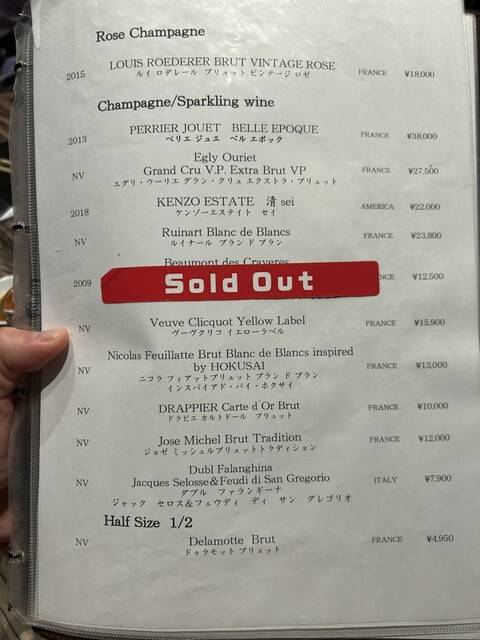 Rose Champagne
LOUIS ROEDERER BRUT VINTAGE ROSE
2015 ルイ ロデレール ブリュット ビンテージ ロゼ FRANCE ¥18,000
Champagne/Sparkling wine
PERRIER JOUET BELLE EPOQUE
2013 ペリエ ジュエ ベル エポック FRANCE ¥38,000
Egly Ouriet
NV Grand Cru V.P. Extra Brut VP FRANCE ¥27,500
エグリ・ウーリエ グラン・クリュ エクストラ・ブリュット
KENZO ESTATE 清 sei
2018 ケンゾーエステイト セイ AMERICA ¥22,000
Ruinart Blanc de Blancs
NV ルイナール ブラン ド ブラン FRANCE ¥23,800
Beaumont des Crayeres
2009 Sold Out NCE ¥12,500
Veuve Clicquot Yellow Label
NV ヴーヴクリコ イエローラベル FRANCE ¥15,900
Nicolas Feuillatte Brut Blanc de Blancs inspired
NV by HOKUSAI FRANCE ¥13,000
ニコラ フィアットブリュット ブラン ド ブラン
インスパイアド・バイ・ホクサイ
DRAPPIER Carte d'Or Brut
NV ドラピエ カルトドール ブリュット FRANCE ¥10,000
Jose Michel Brut Tradition
NV ジョゼ ミッシェルブリュットトラディション FRANCE ¥12,000
Dubl Falanghina
NV Jacques Selosse&Feudi di San Gregorio ITALY ¥7,900
ダブル ファランギーナ
ジャック セロス&フェウディ ディ サン グレゴリオ
Half Size 1/2
NV Delamotte Brut FRANCE ¥4,950
ドゥラモット ブリュット